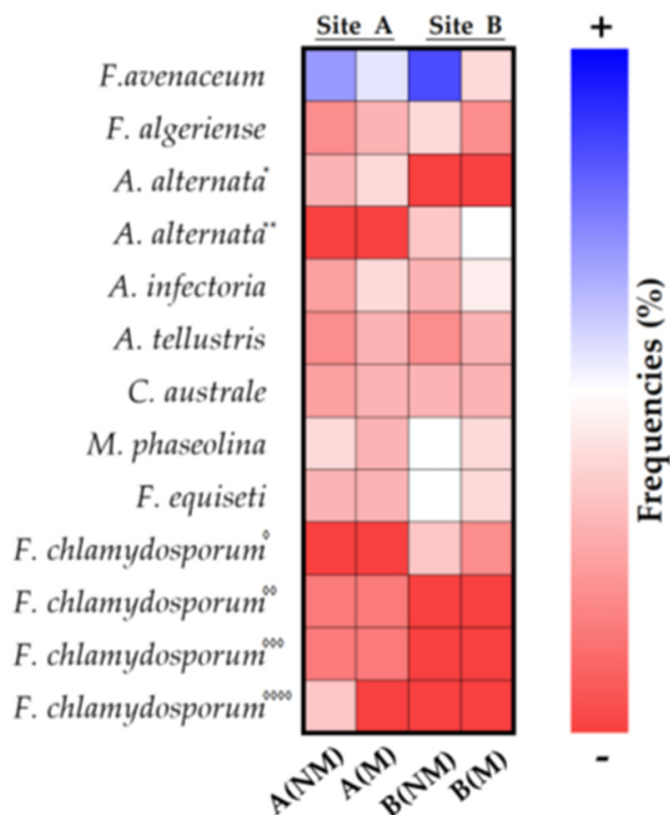 Site A Site B +
F.avenaceum
F. algeriense
A. alternata*
A. alternata**
A. infectoria
A. tellustris
C. australe
M. phaseolina
F. equiseti
F. chlamydosporum◊
F. chlamydosporum◊◊
F. chlamydosporum◊◊◊
F. chlamydosporum◊◊◊◊
A(NM) A(M) B(NM) B(M)
Frequencies (%)
-